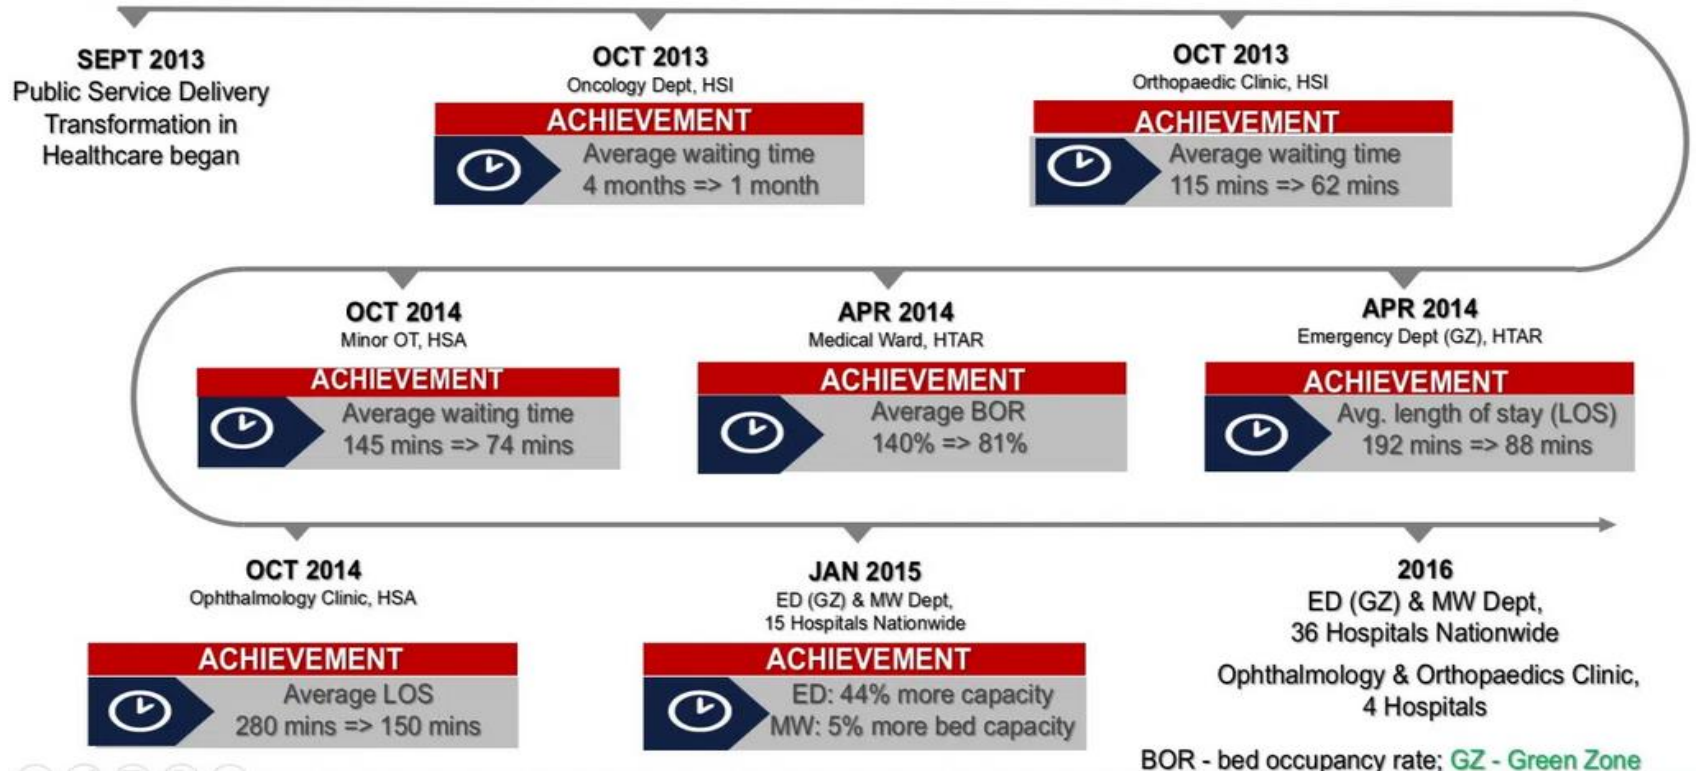 SEPT 2013
Public Service Delivery
Transformation in
Healthcare began
OCT 2013
Oncology Dept, HSI
ACHIEVEMENT
Average waiting time
4 months => 1 month
OCT 2013
Orthopaedic Clinic, HSI
ACHIEVEMENT
Average waiting time
115 mins => 62 mins
APR 2014
Emergency Dept (GZ), HTAR
ACHIEVEMENT
Avg. length of stay (LOS)
192 mins => 88 mins
APR 2014
Medical Ward, HTAR
ACHIEVEMENT
Average BOR
140% => 81%
OCT 2014
Minor OT, HSA
ACHIEVEMENT
Average waiting time
145 mins => 74 mins
OCT 2014
Ophthalmology Clinic, HSA
ACHIEVEMENT
Average LOS
280 mins => 150 mins
JAN 2015
ED (GZ) & MW Dept,
15 Hospitals Nationwide
ACHIEVEMENT
ED: 44% more capacity
MW: 5% more bed capacity
2016
ED (GZ) & MW Dept,
36 Hospitals Nationwide
Ophthalmology & Orthopaedics Clinic,
4 Hospitals
BOR - bed occupancy rate; GZ - Green Zone